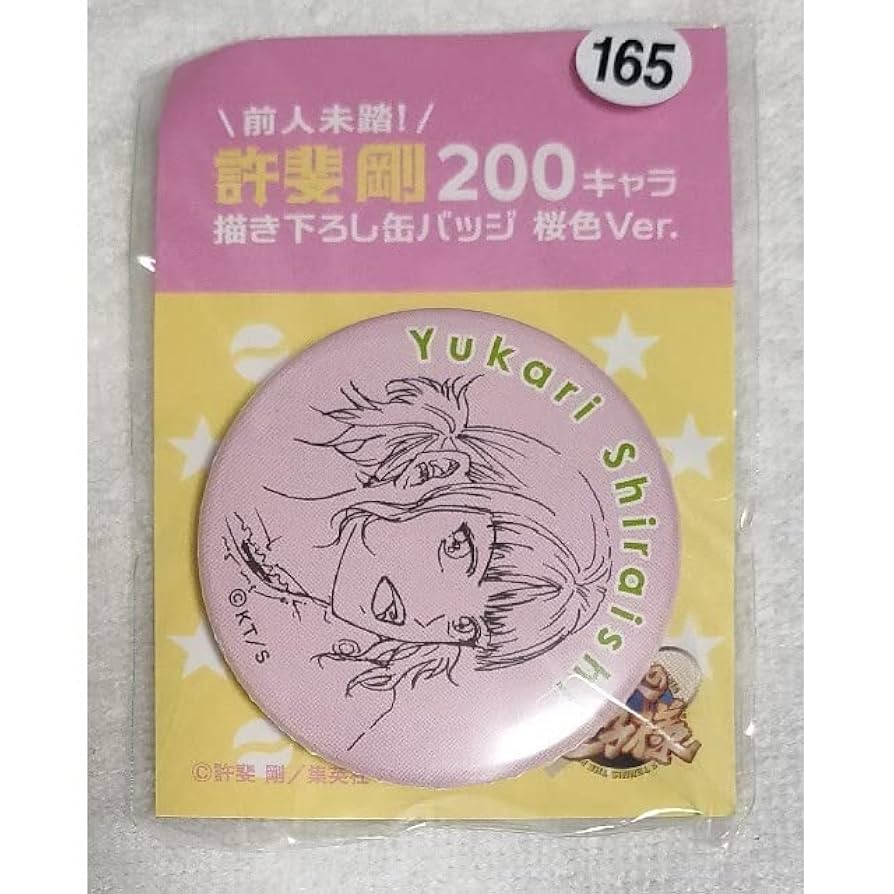 165
\前人未踏!/
許斐 剛 200キャラ
描き下ろし缶バッジ 桜色Ver.
Yukari Shiraishi
©KT/S
©許斐 剛/集英社